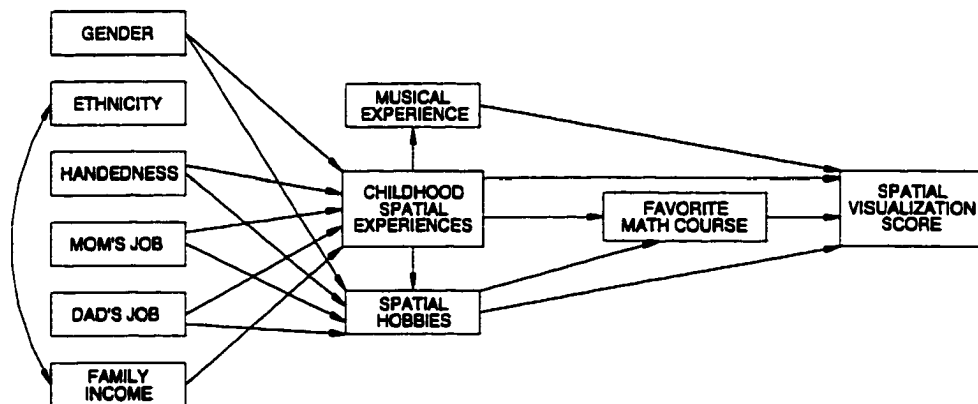 GENDER
ETHNICITY
HANDEDNESS
MOM'S JOB
DAD'S JOB
FAMILY
INCOME
MUSICAL
EXPERIENCE
CHILDHOOD
SPATIAL
EXPERIENCES
SPATIAL
HOBBIES
FAVORITE
MATH COURSE
SPATIAL
VISUALIZATION
SCORE